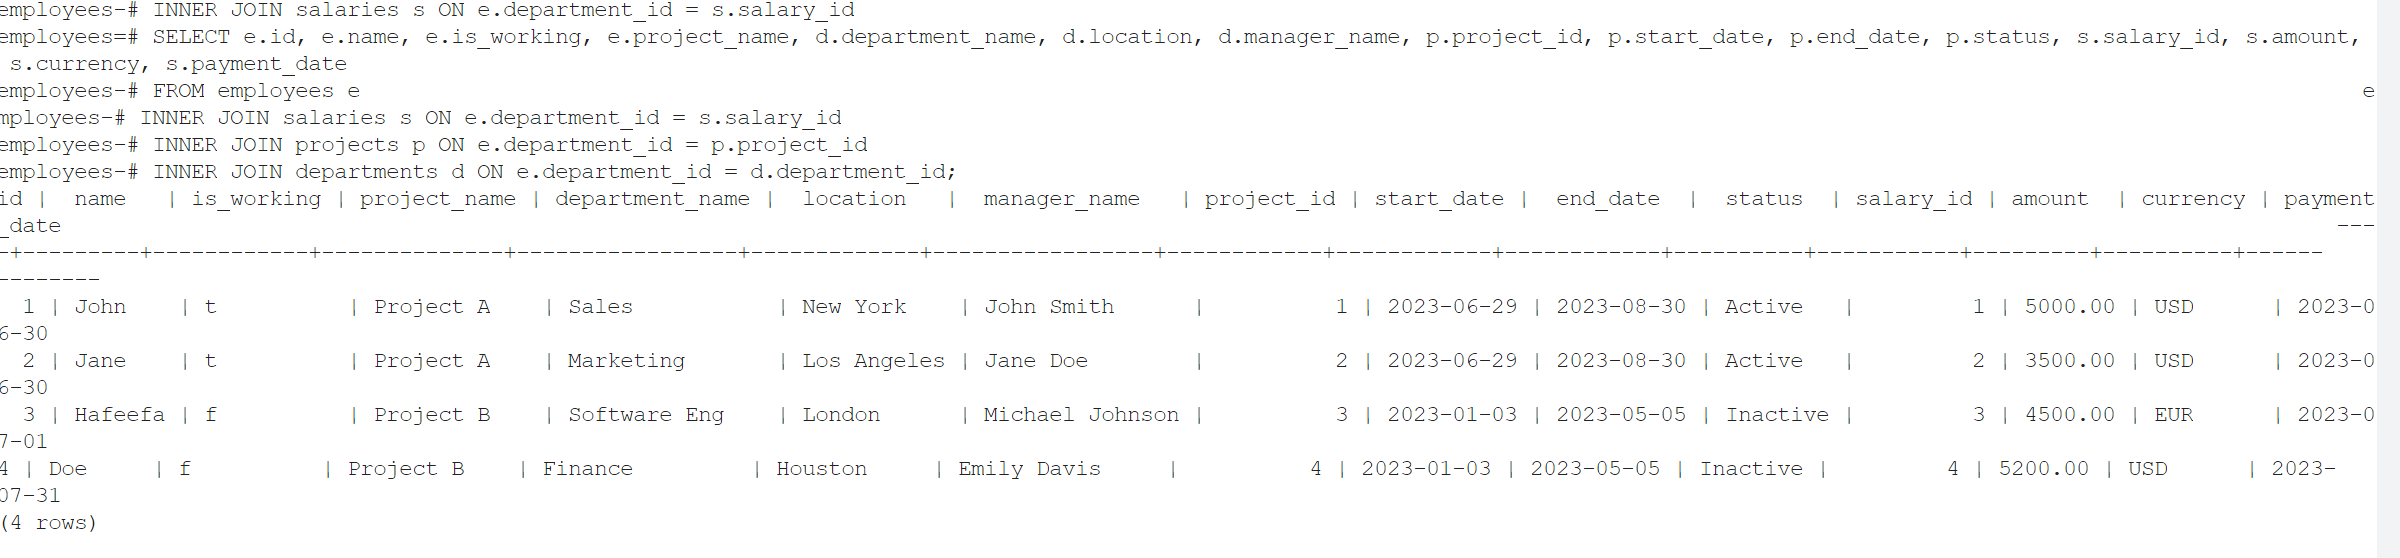 employees-# INNER JOIN salaries s ON e.department_id = s.salary_id
employees=# SELECT e.id, e.name, e.is_working, e.project_name, d.department_name, d.location, d.manager_name, p.project_id, p.start_date, p.end_date, p.status, s.salary_id, s.amount,
s.currency, s.payment_date
employees-# FROM employees e e
mployees-# INNER JOIN salaries s ON e.department_id = s.salary_id
employees-# INNER JOIN projects p ON e.department_id = p.project_id
employees-# INNER JOIN departments d ON e.department_id = d.department_id;
id | name | is_working | project_name | department_name | location | manager_name | project_id | start_date | end_date | status | salary_id | amount | currency | payment
_date ---
-+---------+------------+--------------+-----------------+-------------+-----------------+------------+------------+------------+----------+-----------+---------+----------+------
--------
1 | John | t | Project A | Sales | New York | John Smith | 1 | 2023-06-29 | 2023-08-30 | Active | 1 | 5000.00 | USD | 2023-0
6-30
2 | Jane | t | Project A | Marketing | Los Angeles | Jane Doe | 2 | 2023-06-29 | 2023-08-30 | Active | 2 | 3500.00 | USD | 2023-0
6-30
3 | Hafeefa | f | Project B | Software Eng | London | Michael Johnson | 3 | 2023-01-03 | 2023-05-05 | Inactive | 3 | 4500.00 | EUR | 2023-0
7-01
4 | Doe | f | Project B | Finance | Houston | Emily Davis | 4 | 2023-01-03 | 2023-05-05 | Inactive | 4 | 5200.00 | USD | 2023-
07-31
(4 rows)